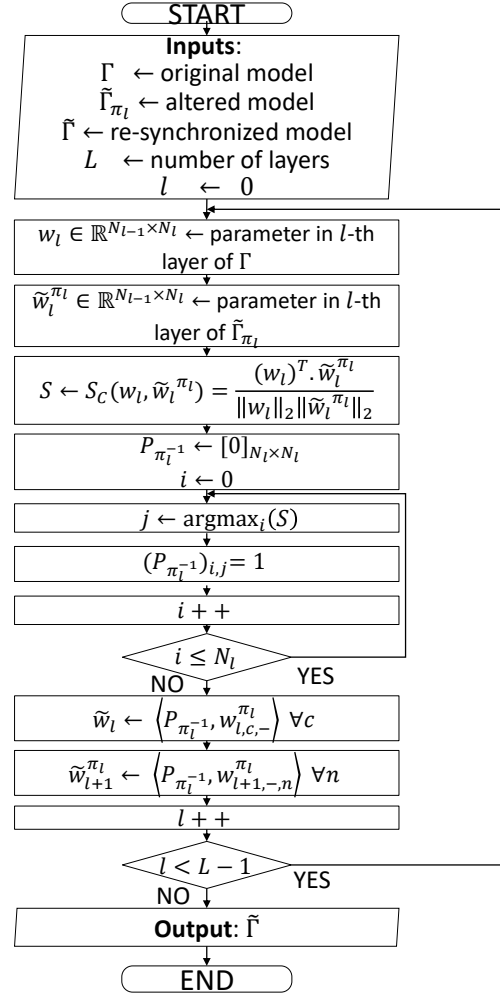 START
Inputs:
Γ ← original model
Γ̃_{π_l} ← altered model
Γ̃ ← re-synchronized model
L ← number of layers
l ← 0
w_l ∈ ℝ^{N_{l−1}×N_l} ← parameter in l-th
layer of Γ
w̃_l^{π_l} ∈ ℝ^{N_{l−1}×N_l} ← parameter in l-th
layer of Γ̃_{π_l}
S ← S_C(w_l, w̃_l^{π_l}) = (w_l)^T. w̃_l^{π_l} / ‖w_l‖_2‖w̃_l^{π_l}‖_2
P_{π_l^{−1}} ← [0]_{N_l×N_l}
i ← 0
j ← argmax_i(S)
(P_{π_l^{−1}})_{i,j} = 1
i + +
i ≤ N_l
NO YES
w̃_l ← ⟨P_{π_l^{−1}}, w_{l,c,−}^{π_l}⟩ ∀c
w̃_{l+1}^{π_l} ← ⟨P_{π_l^{−1}}, w_{l+1,−,n}^{π_l}⟩ ∀n
l + +
l < L − 1
NO YES
Output: Γ̃
END